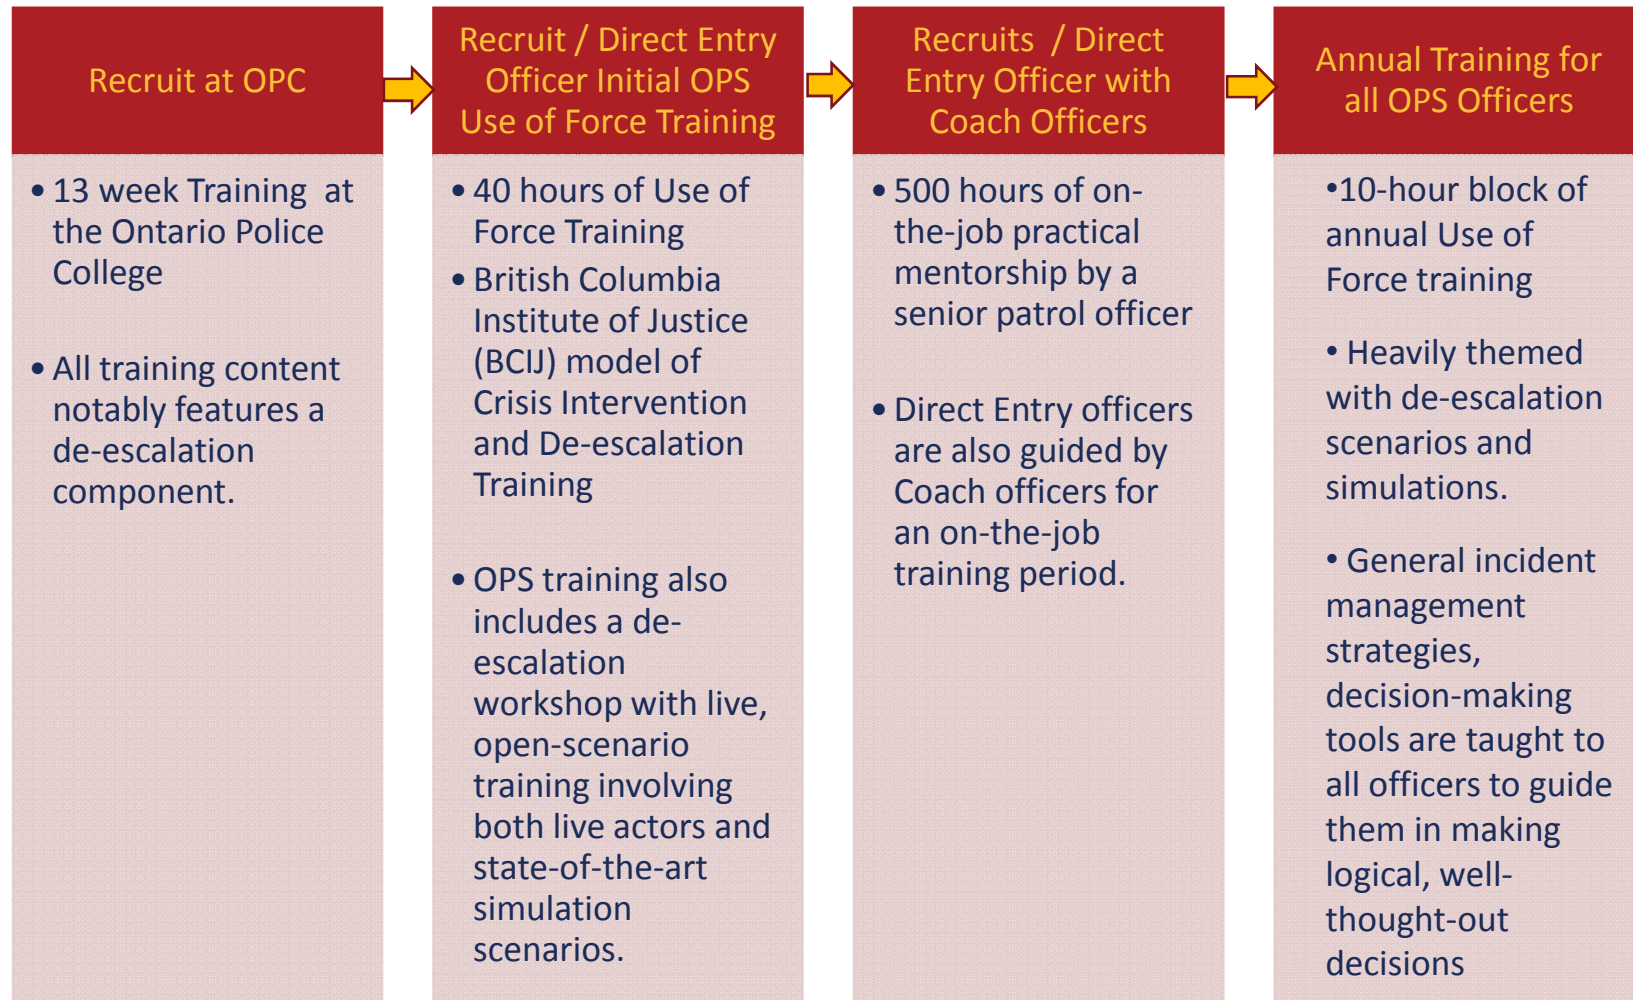 Recruit at OPC
• 13 week Training  at
the Ontario Police
College
• All training content
notably features a
de-escalation
component.
Recruit / Direct Entry
Officer Initial OPS
Use of Force Training
• 40 hours of Use of
Force Training
• British Columbia
Institute of Justice
(BCIJ) model of
Crisis Intervention
and De-escalation
Training
• OPS training also
includes a de-
escalation
workshop with live,
open-scenario
training involving
both live actors and
state-of-the-art
simulation
scenarios.
Recruits  / Direct
Entry Officer with
Coach Officers
• 500 hours of on-
the-job practical
mentorship by a
senior patrol officer
• Direct Entry officers
are also guided by
Coach officers for
an on-the-job
training period.
Annual Training for
all OPS Officers
•10-hour block of
annual Use of
Force training
• Heavily themed
with de-escalation
scenarios and
simulations.
• General incident
management
strategies,
decision-making
tools are taught to
all officers to guide
them in making
logical, well-
thought-out
decisions